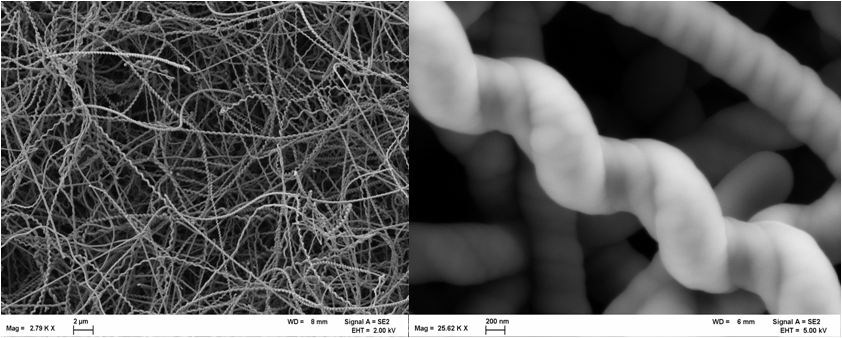 Mag = 2.79 K X
2 µm
WD = 8 mm
Signal A = SE2
EHT = 2.00 kV
Mag = 25.62 K X
200 nm
WD = 6 mm
Signal A = SE2
EHT = 5.00 kV